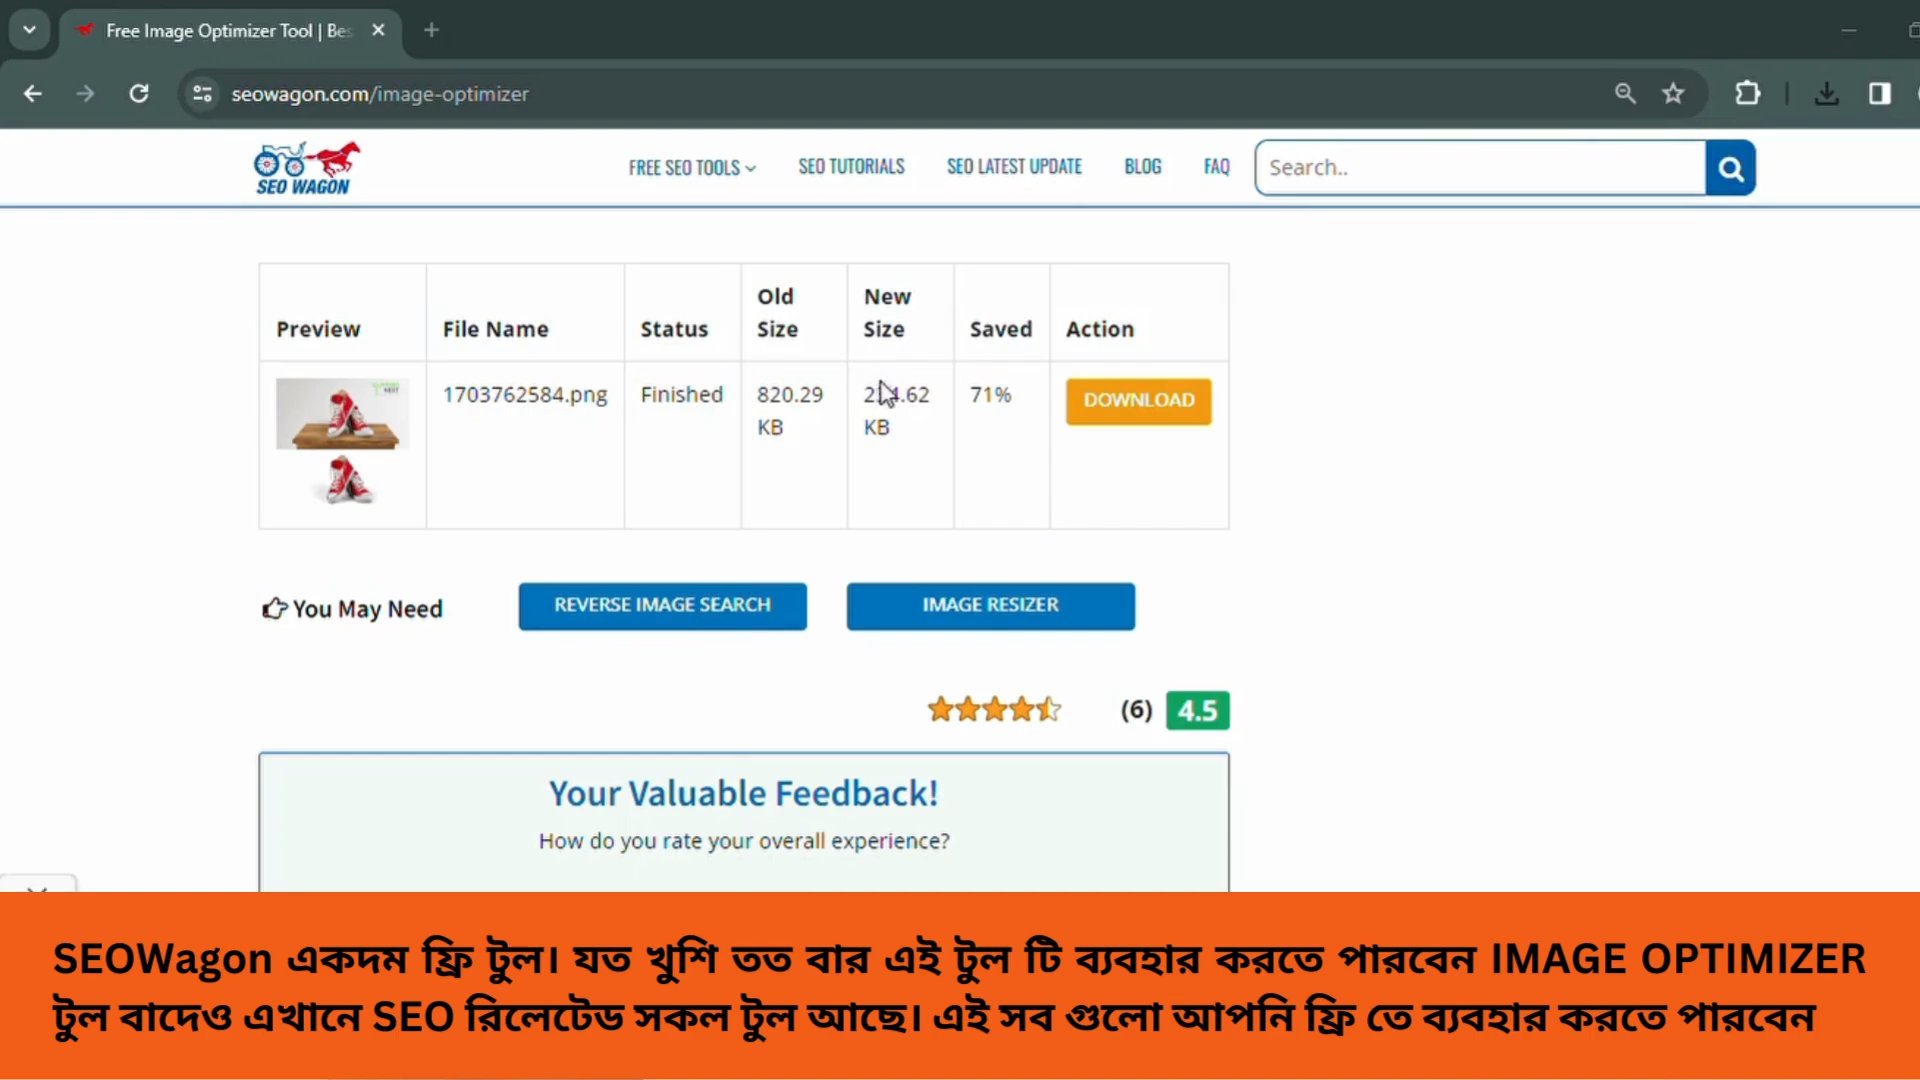 Free Image Optimizer Tool | Bes
seowagon.com/image-optimizer
SEO WAGON
FREE SEO TOOLS
SEO TUTORIALS
SEO LATEST UPDATE
BLOG
FAQ
Search..
Preview
File Name
Status
Old
Size
New
Size
Saved
Action
1703762584.png
Finished
820.29
KB
KB
71%
DOWNLOAD
You May Need
REVERSE IMAGE SEARCH
IMAGE RESIZER
(6)
4.5
Your Valuable Feedback!
How do you rate your overall experience?
SEOWagon একদম ফ্রি টুল। যত খুশি তত বার এই টুল টি ব্যবহার করতে পারবেন IMAGE OPTIMIZER
টুল বাদেও এখানে SEO রিলেটেড সকল টুল আছে। এই সব গুলো আপনি ফ্রি তে ব্যবহার করতে পারবেন